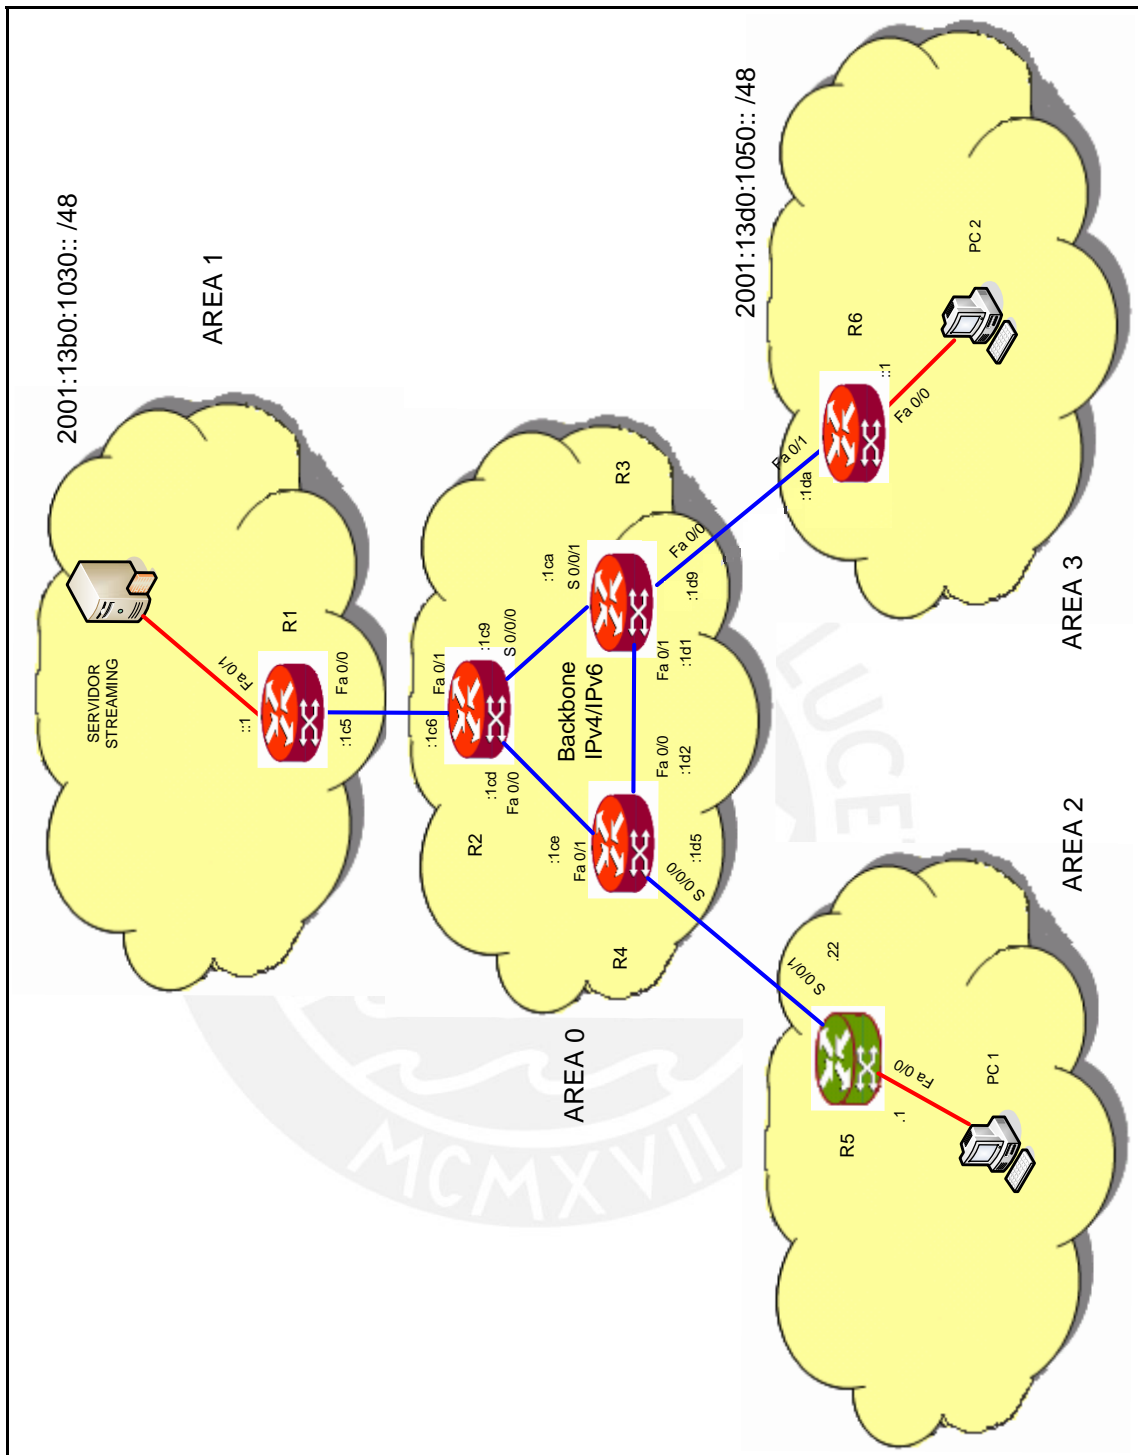 2001:13b0:1030:: /48
AREA 1
SERVIDOR
STREAMING
R1
Fa 0/1
::1
Fa 0/0
:1c5
Fa 0/1
:1c6
:1c9
S 0/0/0
R2
:1cd
Fa 0/0
Backbone
IPv4/IPv6
R3
:1ca
S 0/0/1
Fa 0/0
:1d9
Fa 0/1
:1d1
Fa 0/0
:1d2
:1ce
Fa 0/1
R4
S 0/0/0
:1d5
AREA 0
2001:13d0:1050:: /48
R6
Fa 0/1
:1da
::1
Fa 0/0
PC 2
AREA 3
.22
S 0/0/1
R5
Fa 0/0
.1
PC 1
AREA 2
MCMXVII
LUCE